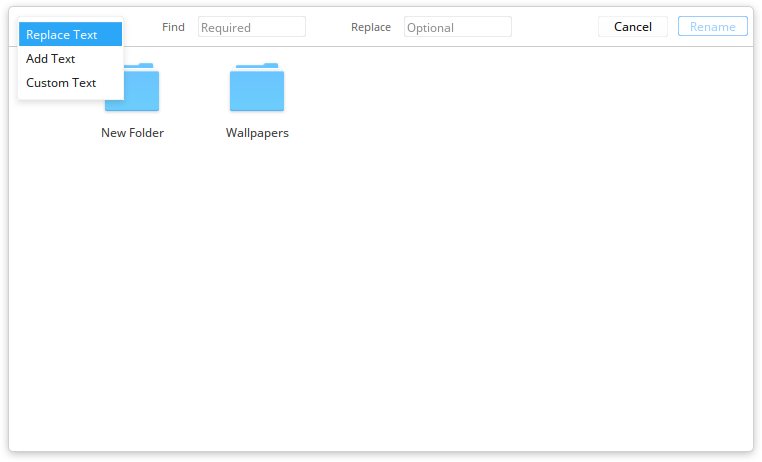 Replace Text
Add Text
Custom Text
Find
Required
Replace
Optional
Cancel
Rename
New Folder
Wallpapers